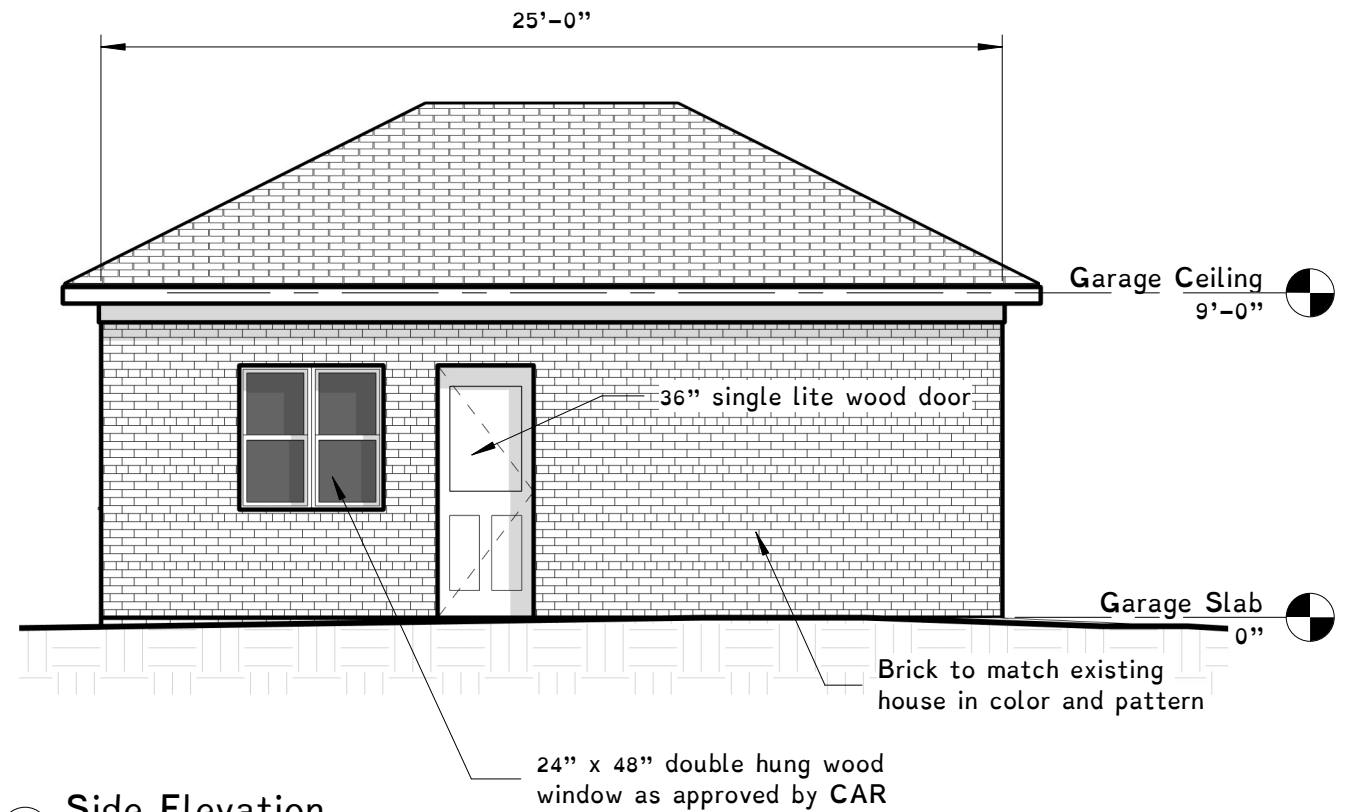 25’-0”
Garage Ceiling
9’-0”
36” single lite wood door
Garage Slab
0”
Brick to match existing
house in color and pattern
24” x 48” double hung wood
window as approved by CAR
Side Elevation